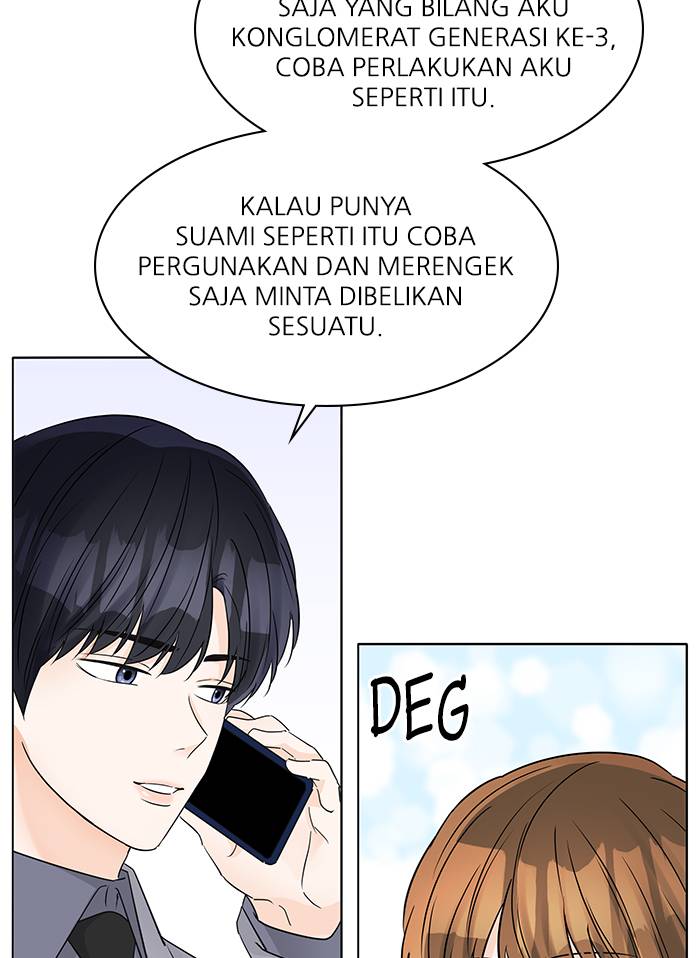 SAJA YANG BILANG AKU
KONGLOMERAT GENERASI KE-3,
COBA PERLAKUKAN AKU
SEPERTI ITU.
KALAU PUNYA
SUAMI SEPERTI ITU COBA
PERGUNAKAN DAN MERENGEK
SAJA MINTA DIBELIKAN
SESUATU.
DEG